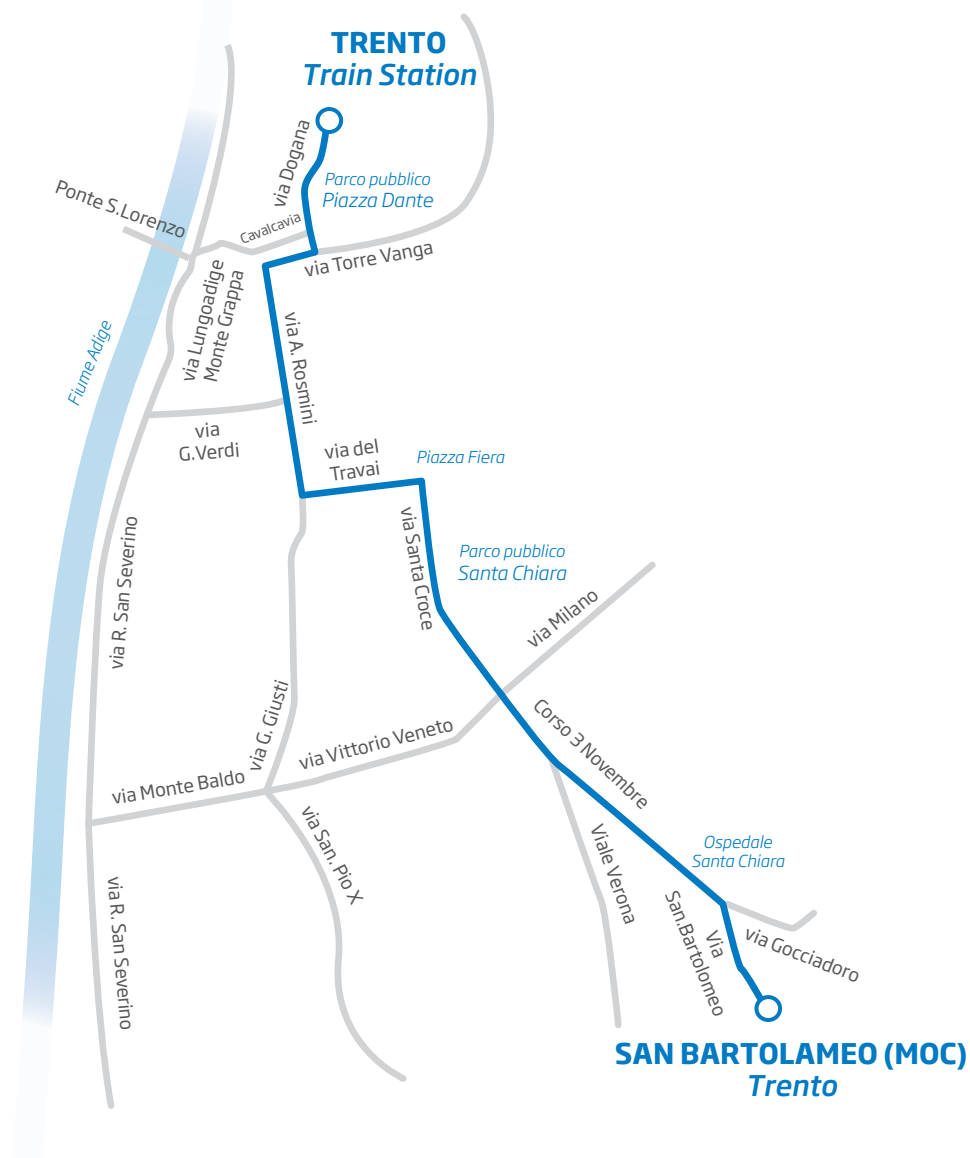 TRENTO
Train Station
via Dogana
Parco pubblico
Piazza Dante
Ponte S.Lorenzo
Cavalcavia
via Torre Vanga
via Lungoadige
Monte Grappa
via A. Rosmini
Fiume Adige
via
G.Verdi
via del
Travai
Piazza Fiera
via Santa Croce
via R. San Severino
Parco pubblico
Santa Chiara
via Milano
via G. Giusti
via Vittorio Veneto
Corso 3 Novembre
via Monte Baldo
via San. Pio X
Viale Verona
Ospedale
Santa Chiara
via R. San Severino
Via
San.Bartolomeo
via Gocciadoro
SAN BARTOLAMEO (MOC)
Trento